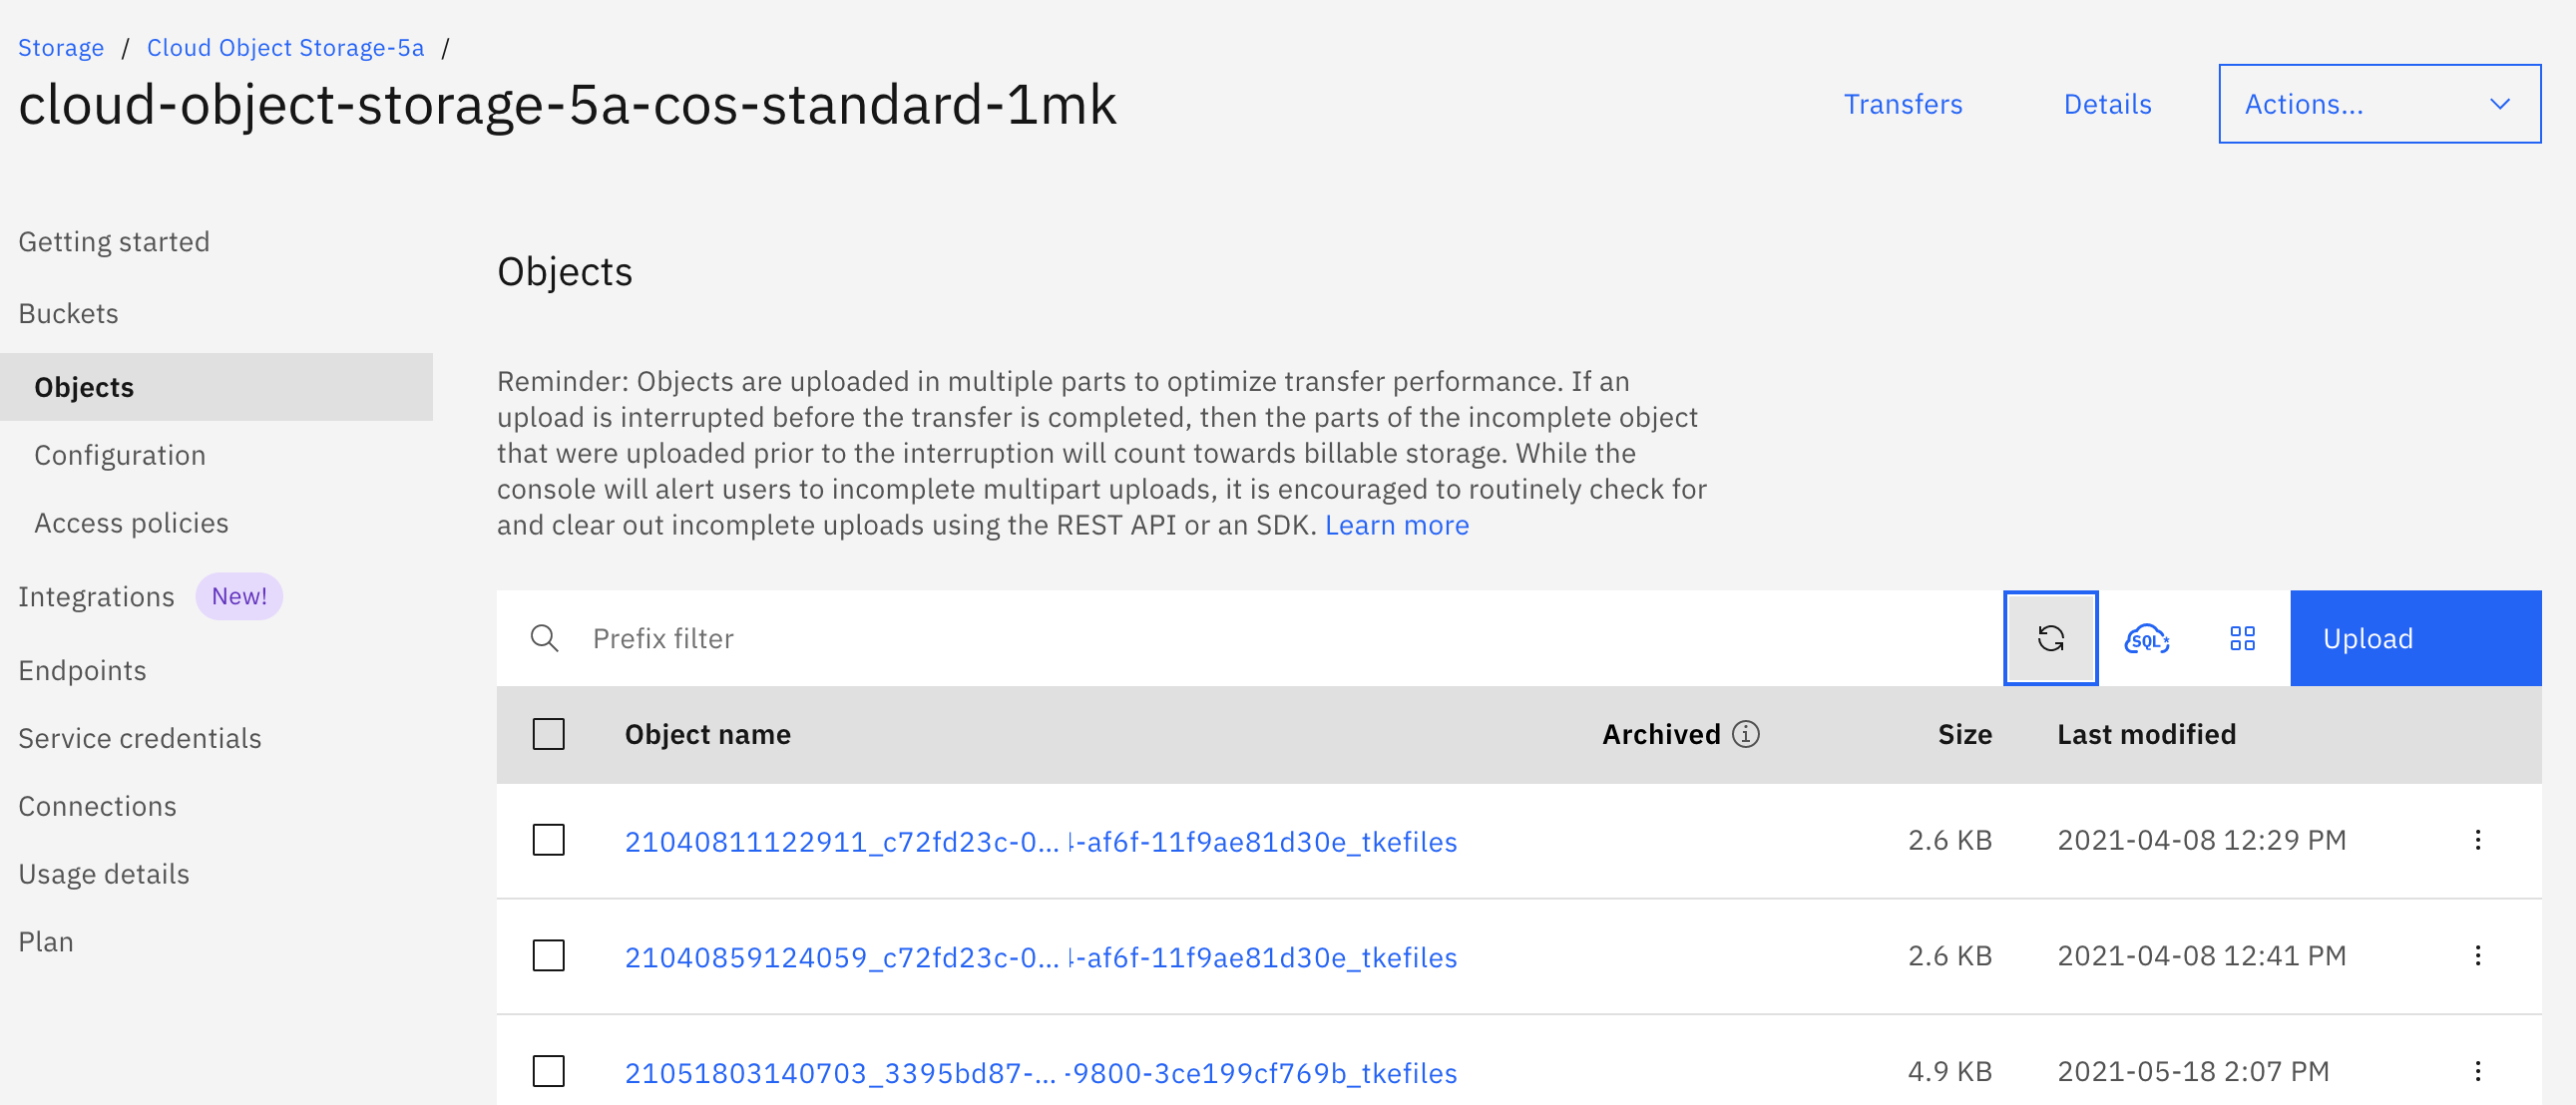 Storage / Cloud Object Storage-5a /
cloud-object-storage-5a-cos-standard-1mk
Transfers
Details
Actions...
Getting started
Buckets
Objects
Configuration
Access policies
Integrations New!
Endpoints
Service credentials
Connections
Usage details
Plan
Objects
Reminder: Objects are uploaded in multiple parts to optimize transfer performance. If an
upload is interrupted before the transfer is completed, then the parts of the incomplete object
that were uploaded prior to the interruption will count towards billable storage. While the
console will alert users to incomplete multipart uploads, it is encouraged to routinely check for
and clear out incomplete uploads using the REST API or an SDK. Learn more
Prefix filter
SQL
Upload
Object name Archived Size Last modified
21040811122911_c72fd23c-0... -af6f-11f9ae81d30e_tkefiles 2.6 KB 2021-04-08 12:29 PM
21040859124059_c72fd23c-0... -af6f-11f9ae81d30e_tkefiles 2.6 KB 2021-04-08 12:41 PM
21051803140703_3395bd87-... -9800-3ce199cf769b_tkefiles 4.9 KB 2021-05-18 2:07 PM